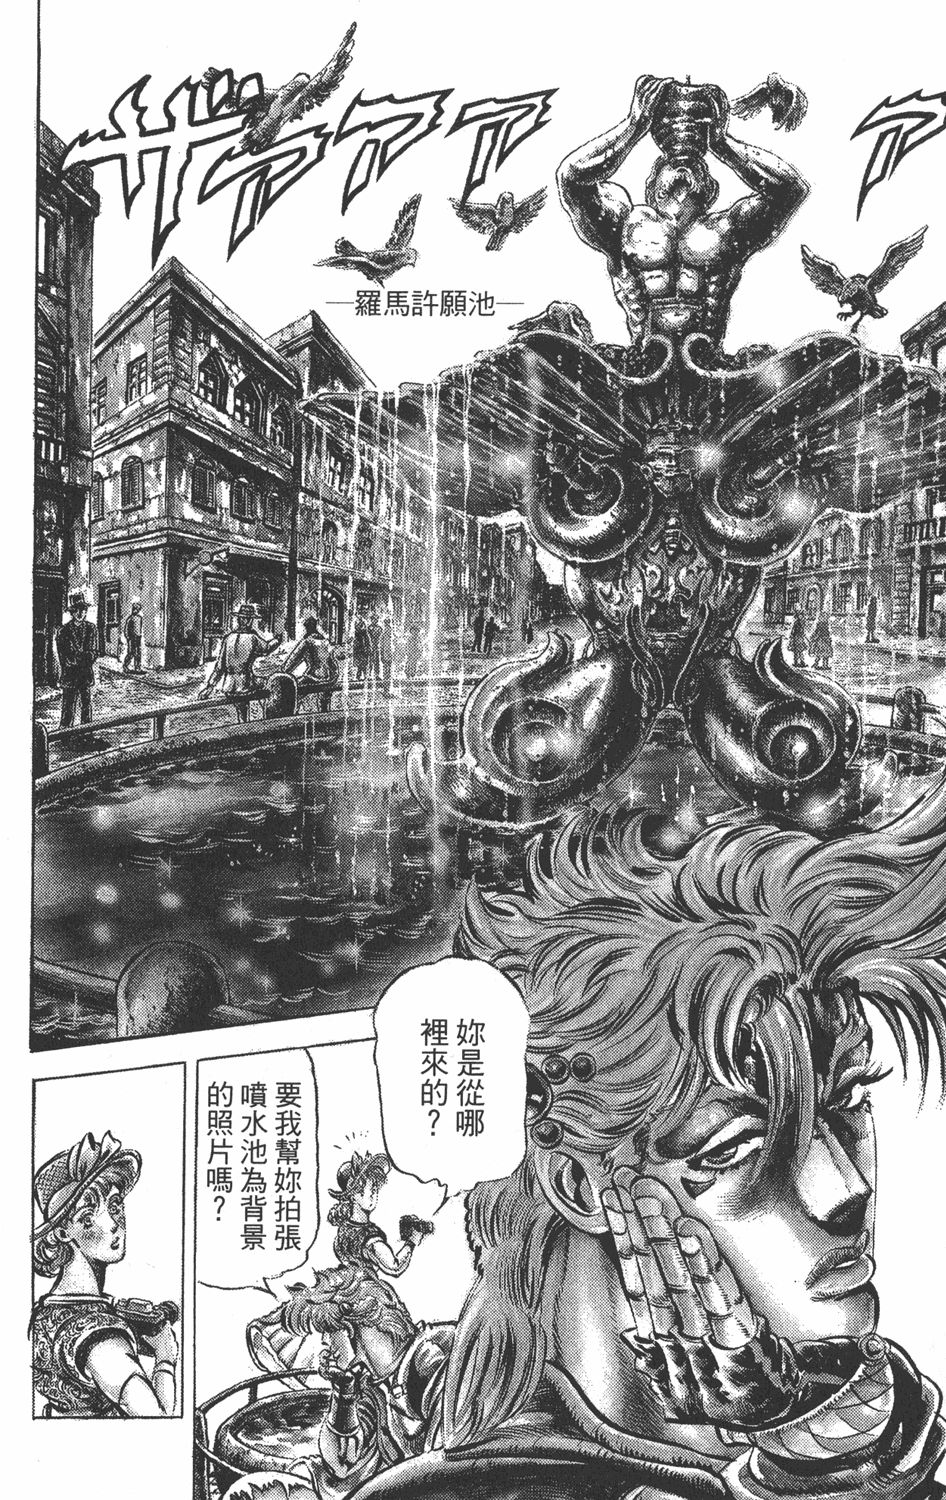 ザアアア
ア
—羅馬許願池—
妳是從哪
裡來的？
要我幫妳拍張
噴水池為背景
的照片嗎？